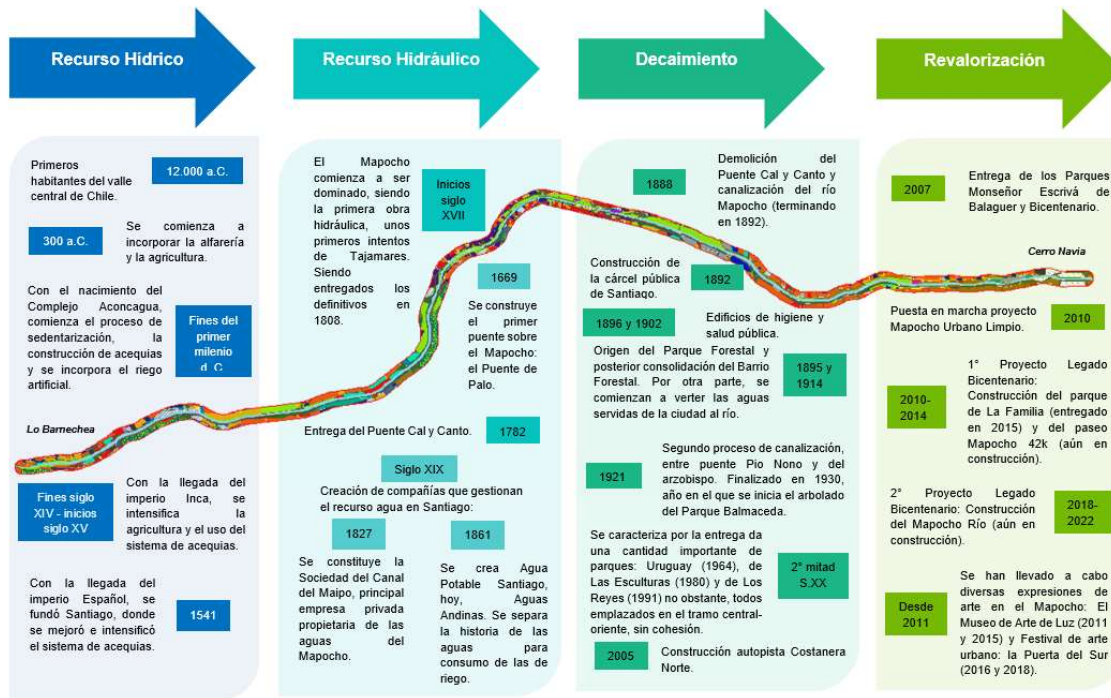 Recurso Hídrico
Primeros
habitantes del valle
central de Chile.
12.000 a.C.
300 a.C.
Se comienza a
incorporar la alfarería
y la agricultura.
Con el nacimiento del
Complejo Aconcagua,
comienza el proceso de
sedentarización, la
construcción de acequias
y se incorpora el riego
artificial.
Fines del
primer
milenio
d. C.
Lo Barnechea
Fines siglo
XIV - inicios
siglo XV
Con la llegada del
imperio Inca, se
intensifica la
agricultura y el uso del
sistema de acequias.
Con la llegada del
imperio Español, se
fundó Santiago, donde
se mejoró e intensificó
el sistema de acequias.
1541
Recurso Hidráulico
El Mapocho
comienza a ser
dominado, siendo
la primera obra
hidráulica, unos
primeros intentos
de Tajamares.
Siendo
entregados los
definitivos en
1808.
Inicios
siglo
XVII
1669
Se construye
el primer
puente sobre
el Mapocho:
el Puente de
Palo.
Entrega del Puente Cal y Canto.
1782
Siglo XIX
Creación de compañías que gestionan
el recurso agua en Santiago:
1827
Se constituye la
Sociedad del Canal
del Maipo, principal
empresa privada
propietaria de las
aguas del
Mapocho.
1861
Se crea Agua
Potable Santiago,
hoy, Aguas
Andinas. Se separa
la historia de las
aguas para
consumo de las de
riego.
Decaimiento
1888
Demolición del
Puente Cal y Canto y
canalización del río
Mapocho (terminando
en 1892).
Construcción de
la cárcel pública
de Santiago.
1892
1896 y 1902
Edificios de higiene y
salud pública.
Origen del Parque Forestal y
posterior consolidación del Barrio
Forestal. Por otra parte, se
comienzan a verter las aguas
servidas de la ciudad al río.
1895 y
1914
1921
Segundo proceso de canalización,
entre puente Pio Nono y del
arzobispo. Finalizado en 1930,
año en el que se inicia el arbolado
del Parque Balmaceda.
Se caracteriza por la entrega da
una cantidad importante de
parques: Uruguay (1964), de
Las Esculturas (1980) y de Los
Reyes (1991) no obstante, todos
emplazados en el tramo central-
oriente, sin cohesión.
2° mitad
S.XX
2005
Construcción autopista Costanera
Norte.
Revalorización
2007
Entrega de los Parques
Monseñor Escrivá de
Balaguer y Bicentenario.
Cerro Navia
Puesta en marcha proyecto
Mapocho Urbano Limpio.
2010
2010-
2014
1° Proyecto Legado
Bicentenario:
Construcción del parque
de La Familia (entregado
en 2015) y del paseo
Mapocho 42k (aún en
construcción).
2° Proyecto Legado
Bicentenario: Construcción
del Mapocho Río (aún en
construcción).
2018-
2022
Desde
2011
Se han llevado a cabo
diversas expresiones de
arte en el Mapocho: El
Museo de Arte de Luz (2011
y 2015) y Festival de arte
urbano: la Puerta del Sur
(2016 y 2018).